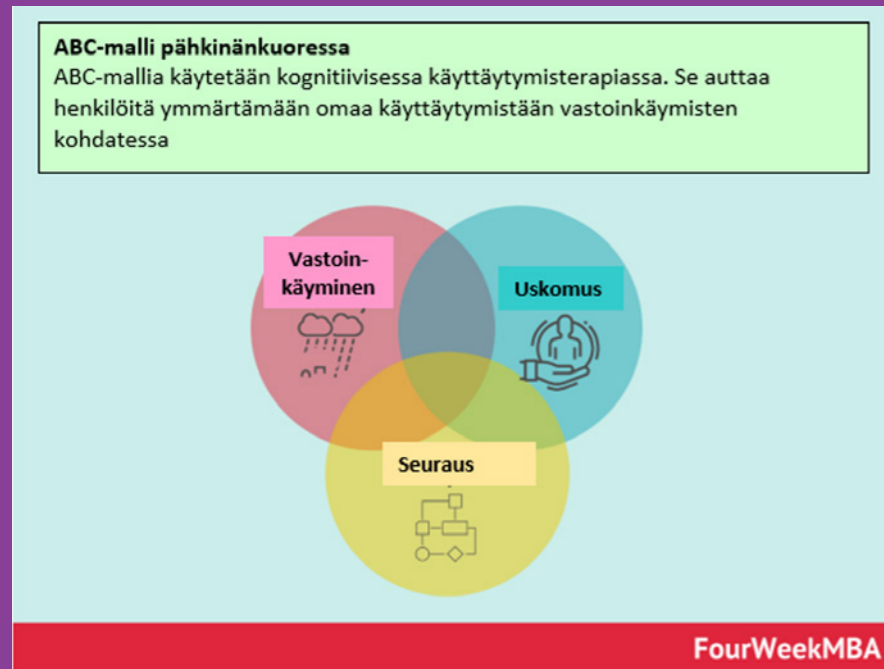 ABC-malli pähkinänkuoressa
ABC-mallia käytetään kognitiivisessa käyttäytymisterapiassa. Se auttaa
henkilöitä ymmärtämään omaa käyttäytymistään vastoinkäymisten
kohdatessa
Vastoin-
käyminen
Uskomus
Seuraus
FourWeekMBA